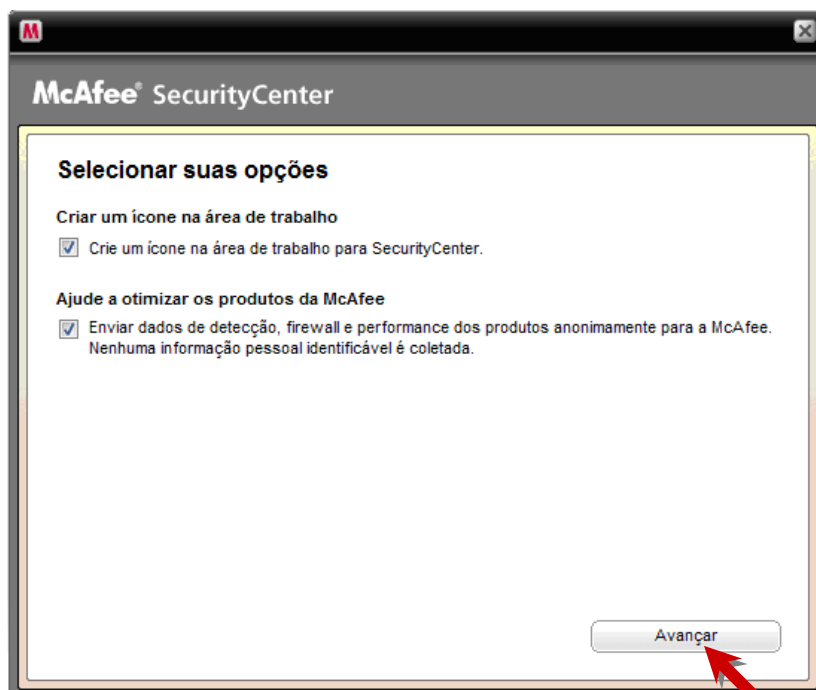 M
McAfee® SecurityCenter
Selecionar suas opções
Criar um ícone na área de trabalho
Crie um ícone na área de trabalho para SecurityCenter.
Ajude a otimizar os produtos da McAfee
Enviar dados de detecção, firewall e performance dos produtos anonimamente para a McAfee.
Nenhuma informação pessoal identificável é coletada.
Avançar